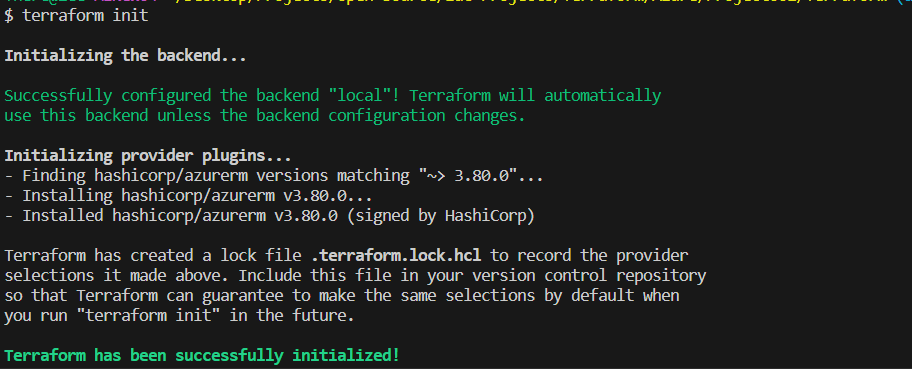 $ terraform init
Initializing the backend...
Successfully configured the backend "local"! Terraform will automatically
use this backend unless the backend configuration changes.
Initializing provider plugins...
- Finding hashicorp/azurerm versions matching "~> 3.80.0"...
- Installing hashicorp/azurerm v3.80.0...
- Installed hashicorp/azurerm v3.80.0 (signed by HashiCorp)
Terraform has created a lock file .terraform.lock.hcl to record the provider
selections it made above. Include this file in your version control repository
so that Terraform can guarantee to make the same selections by default when
you run "terraform init" in the future.
Terraform has been successfully initialized!